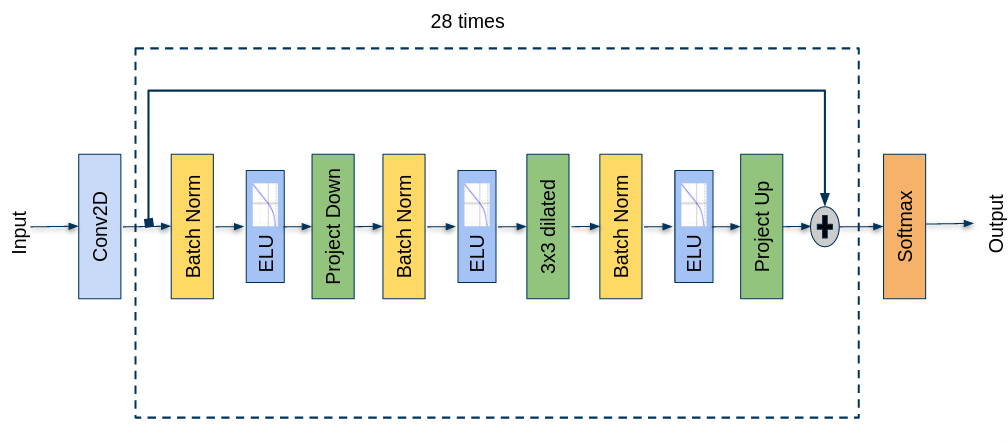 28 times
Input
Conv2D
Batch Norm
ELU
Project Down
Batch Norm
ELU
3x3 dilated
Batch Norm
ELU
Project Up
+
Softmax
Output